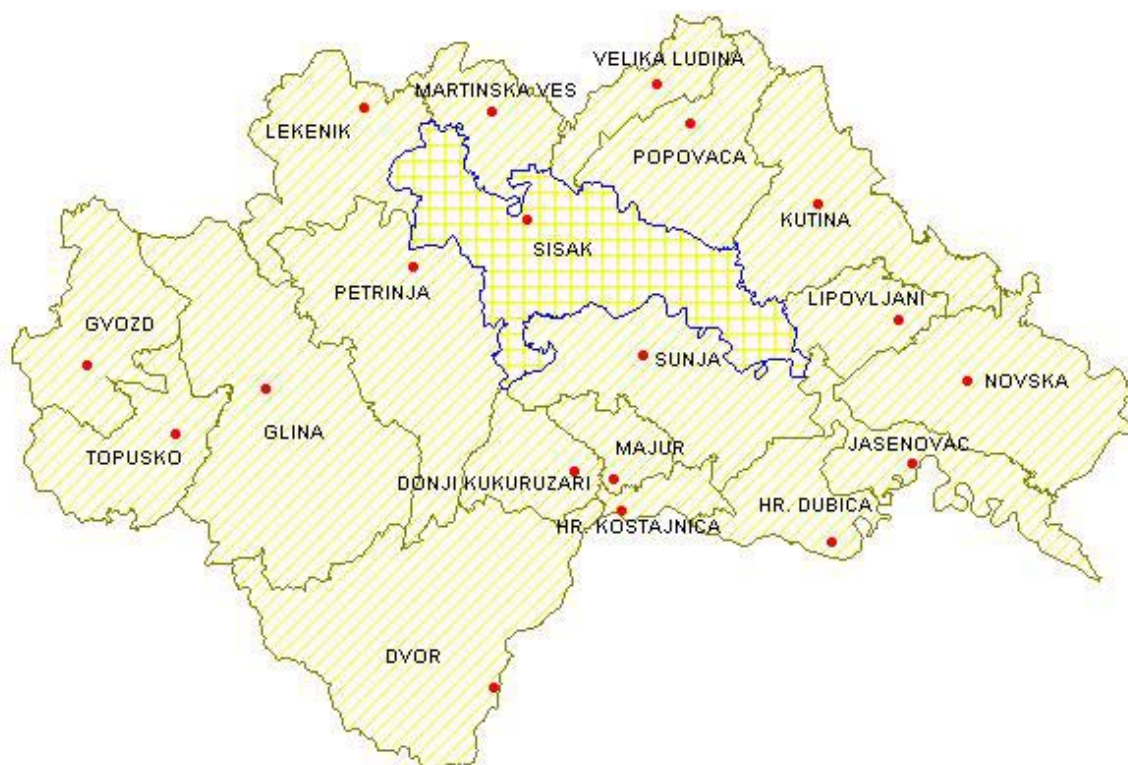 VELIKA LUDINA
MARTINSKA VES
LEKENIK
POPOVACA
KUTINA
SISAK
PETRINJA
LIPOVLJANI
GVOZD
SUNJA
NOVSKA
GLINA
JASENOVAC
MAJUR
TOPUSKO
DONJI KUKURUZARI
HR. DUBICA
HR. KOSTAJNICA
DVOR